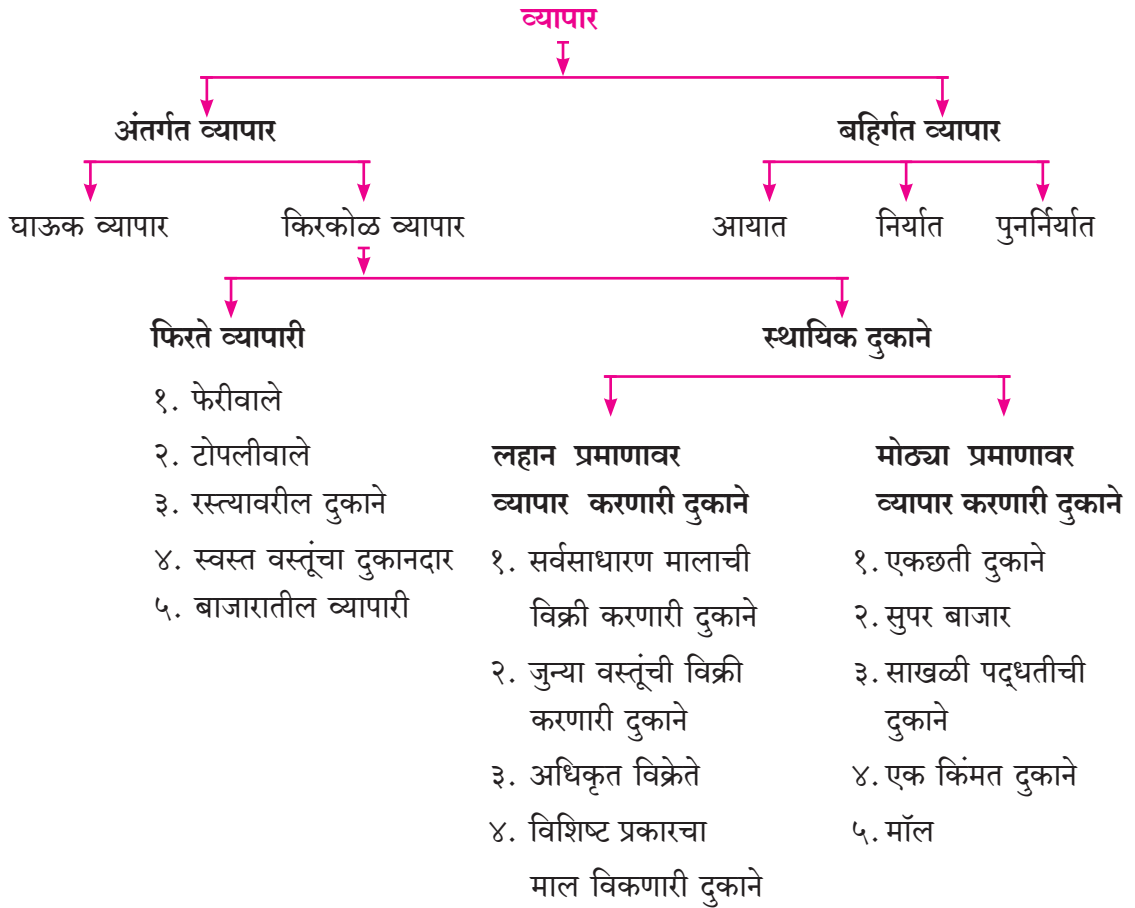 व्यापार
अंतर्गत व्यापार
बहिर्गत व्यापार
घाऊक व्यापार
किरकोळ व्यापार
आयात
निर्यात
पुनर्निर्यात
फिरते व्यापारी
१. फेरीवाले
२. टोपलीवाले
३. रस्त्यावरील दुकाने
४. स्वस्त वस्तूंचा दुकानदार
५. बाजारातील व्यापारी
स्थायिक दुकाने
लहान प्रमाणावर
व्यापार करणारी दुकाने
१. सर्वसाधारण मालाची
विक्री करणारी दुकाने
२. जुन्या वस्तूंची विक्री
करणारी दुकाने
३. अधिकृत विक्रेते
४. विशिष्ट प्रकारचा
माल विकणारी दुकाने
मोठ्या प्रमाणावर
व्यापार करणारी दुकाने
१. एकछती दुकाने
२. सुपर बाजार
३. साखळी पद्धतीची
दुकाने
४. एक किंमत दुकाने
५. मॉल